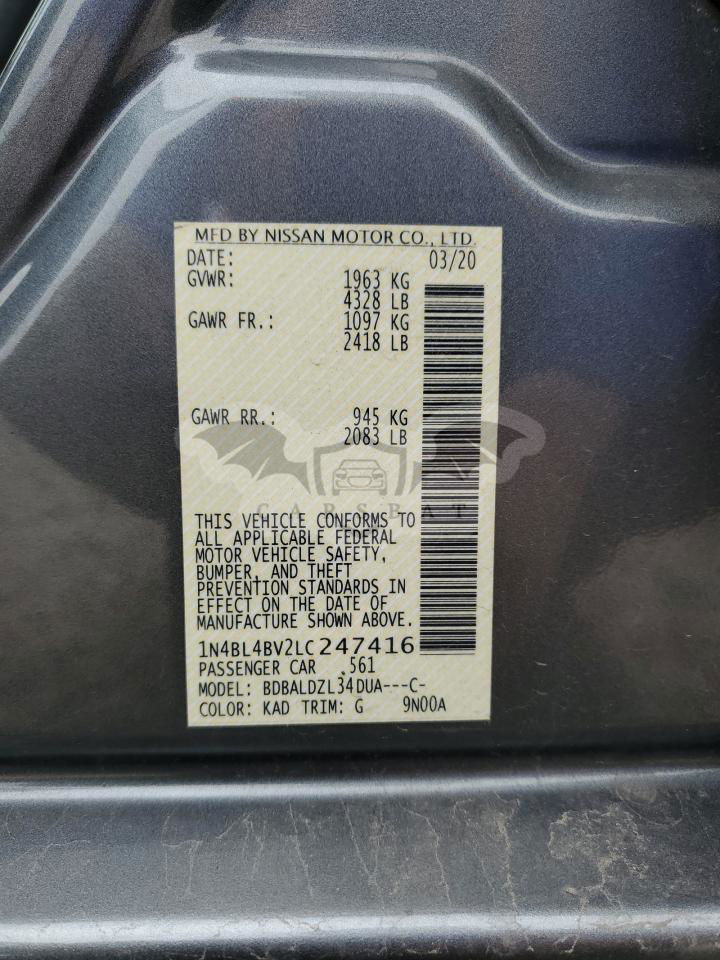 MFD BY NISSAN MOTOR CO., LTD.
DATE: 03/20
GVWR: 1963 KG
4328 LB
GAWR FR.: 1097 KG
2418 LB
GAWR RR.: 945 KG
2083 LB
CARSBAT
THIS VEHICLE CONFORMS TO
ALL APPLICABLE FEDERAL
MOTOR VEHICLE SAFETY,
BUMPER, AND THEFT
PREVENTION STANDARDS IN
EFFECT ON THE DATE OF
MANUFACTURE SHOWN ABOVE.
1N4BL4BV2LC247416
PASSENGER CAR .561
MODEL: BDBALDZL34DUA---C-
COLOR: KAD TRIM: G 9N00A